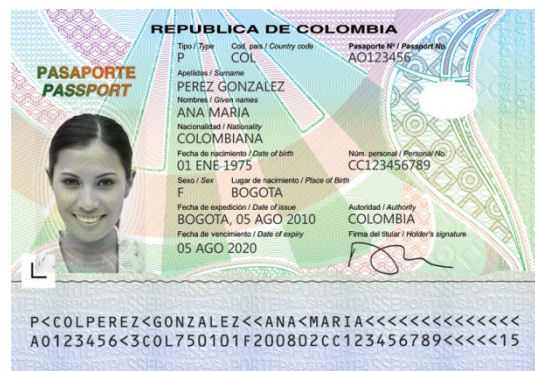 REPUBLICA DE COLOMBIA
PASAPORTE
PASSPORT
Tipo / Type Cod. país / Country code Pasaporte Nº / Passport No.
P COL AO123456
Apellidos / Surname
PEREZ GONZALEZ
Nombres / Given names
ANA MARIA
Nacionalidad / Nationality
COLOMBIANA
Fecha de nacimiento / Date of birth Núm. personal / Personal No.
01 ENE 1975 CC123456789
Sexo / Sex Lugar de nacimiento / Place of Birth
F BOGOTA
Fecha de expedición / Date of issue Autoridad / Authority
BOGOTA, 05 AGO 2010 COLOMBIA
Fecha de vencimiento / Date of expiry Firma del titular / Holder's signature
05 AGO 2020
P<COLPEREZ<GONZALEZ<<ANA<MARIA<<<<<<<<<<<<<<
A0123456<3COL750101F200802CC123456789<<<<<15